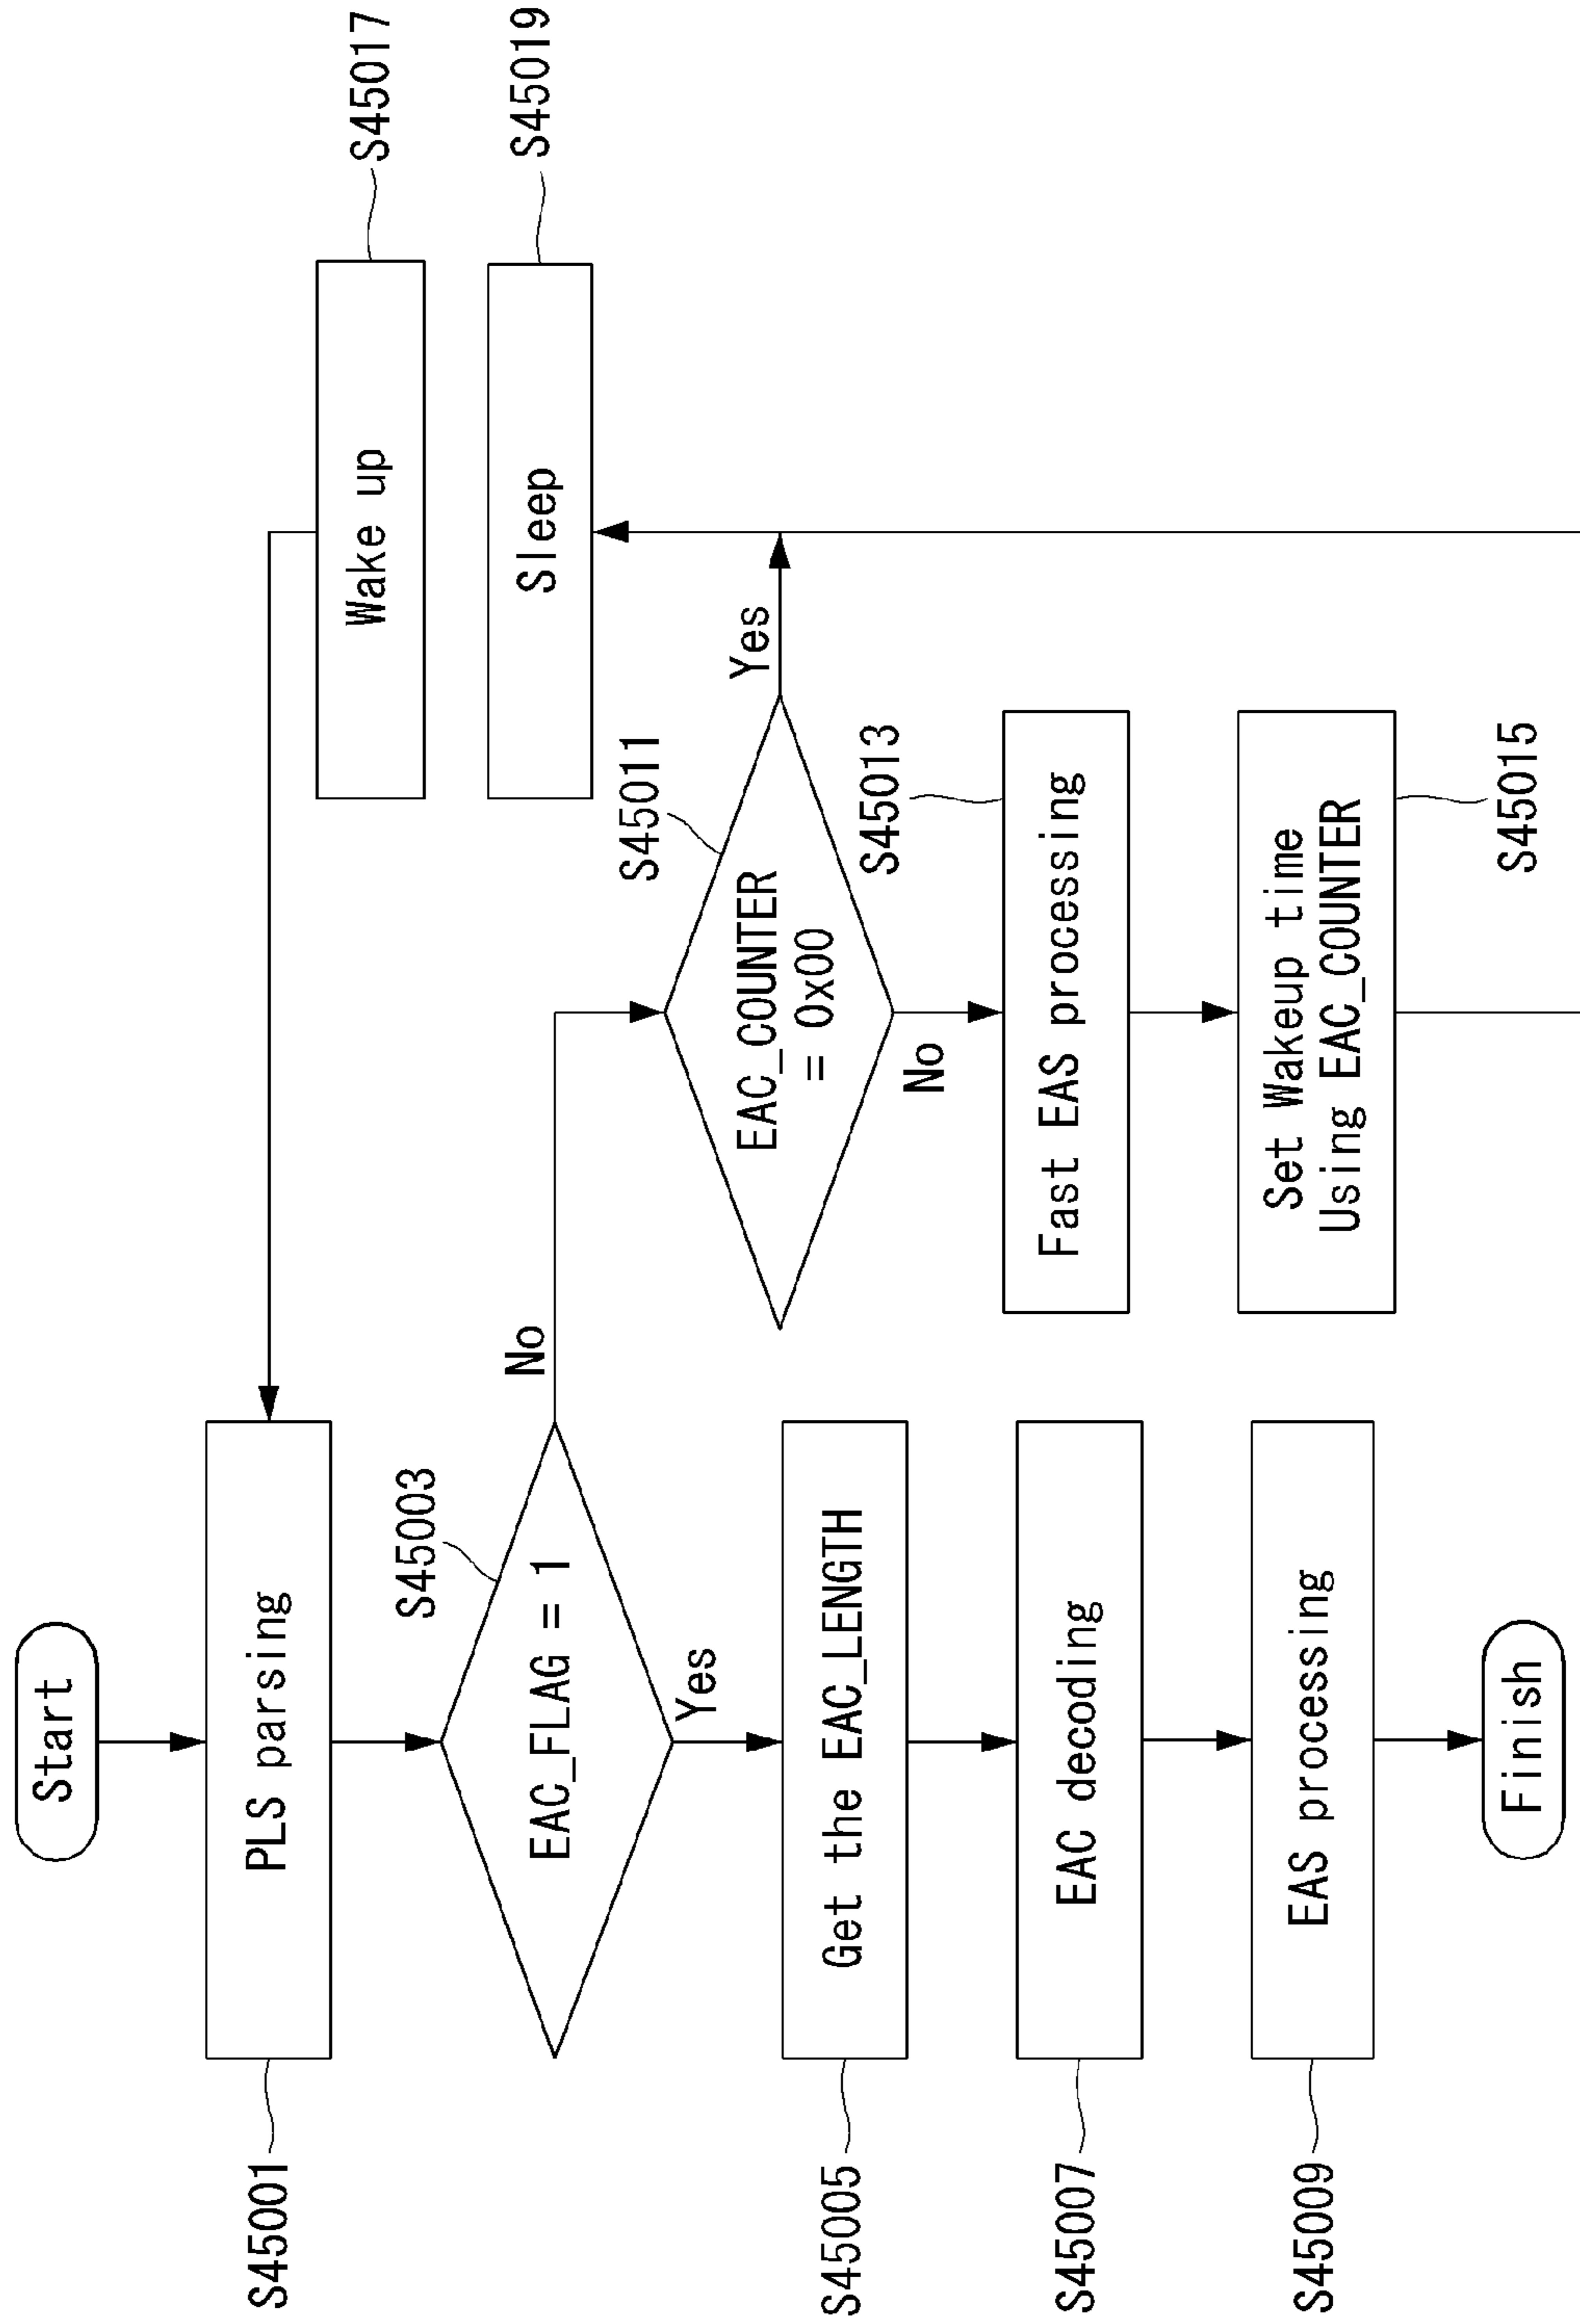 Start
S45001
PLS parsing
Wake up
S45017
S45003
EAC_FLAG = 1
No
Yes
Sleep
S45019
S45011
EAC_COUNTER
= 0x00
Yes
No
S45005
Get the EAC_LENGTH
S45013
Fast EAS processing
S45007
EAC decoding
Set Wakeup time
Using EAC_COUNTER
S45015
S45009
EAS processing
Finish